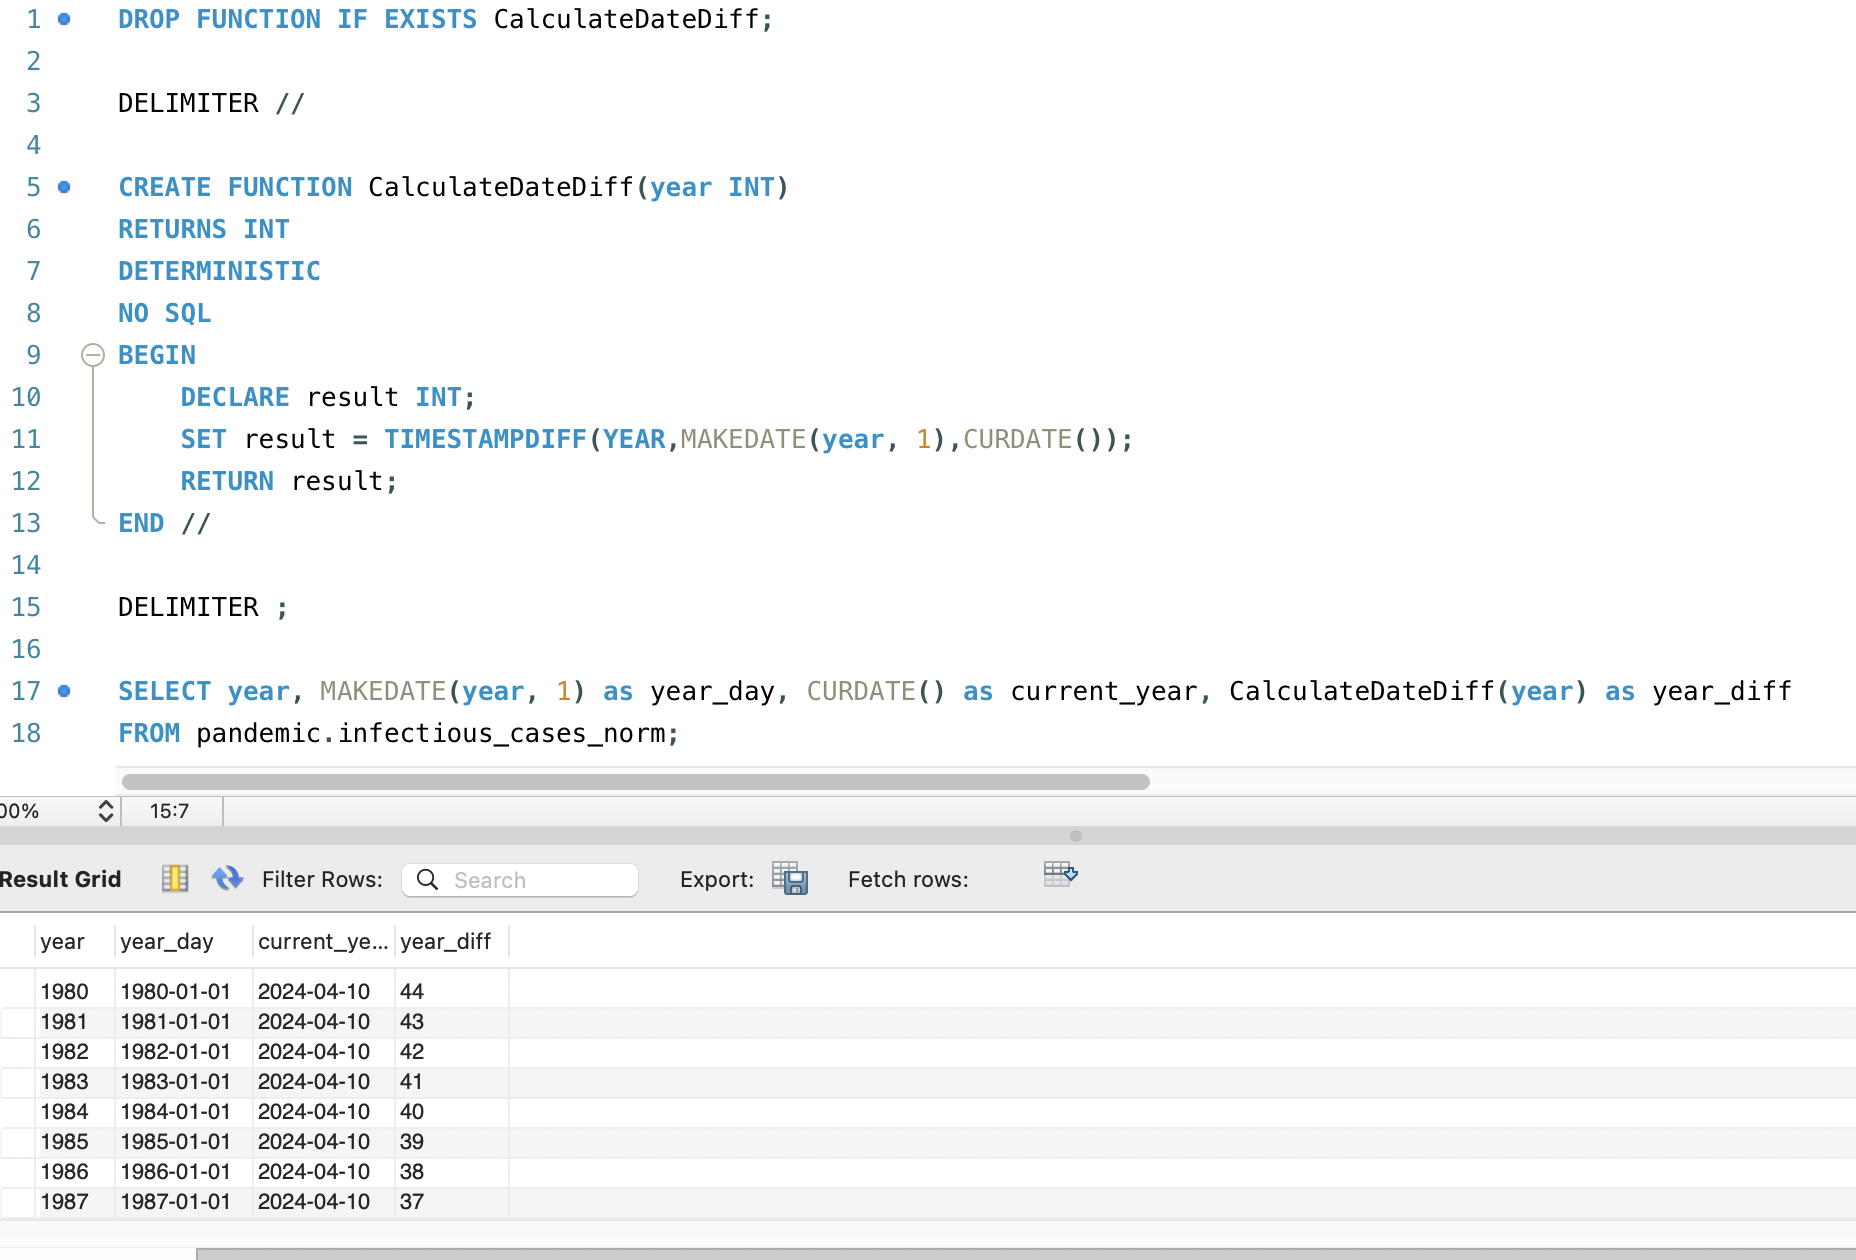 1 DROP FUNCTION IF EXISTS CalculateDateDiff;
2
3 DELIMITER //
4
5 CREATE FUNCTION CalculateDateDiff(year INT)
6 RETURNS INT
7 DETERMINISTIC
8 NO SQL
9 BEGIN
10 DECLARE result INT;
11 SET result = TIMESTAMPDIFF(YEAR,MAKEDATE(year, 1),CURDATE());
12 RETURN result;
13 END //
14
15 DELIMITER ;
16
17 SELECT year, MAKEDATE(year, 1) as year_day, CURDATE() as current_year, CalculateDateDiff(year) as year_diff
18 FROM pandemic.infectious_cases_norm;
00% 15:7
Result Grid Filter Rows: Search Export: Fetch rows:
year year_day current_ye... year_diff
1980 1980-01-01 2024-04-10 44
1981 1981-01-01 2024-04-10 43
1982 1982-01-01 2024-04-10 42
1983 1983-01-01 2024-04-10 41
1984 1984-01-01 2024-04-10 40
1985 1985-01-01 2024-04-10 39
1986 1986-01-01 2024-04-10 38
1987 1987-01-01 2024-04-10 37